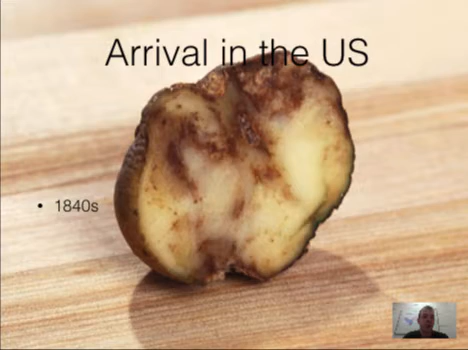 Arrival in the US
• 1840s